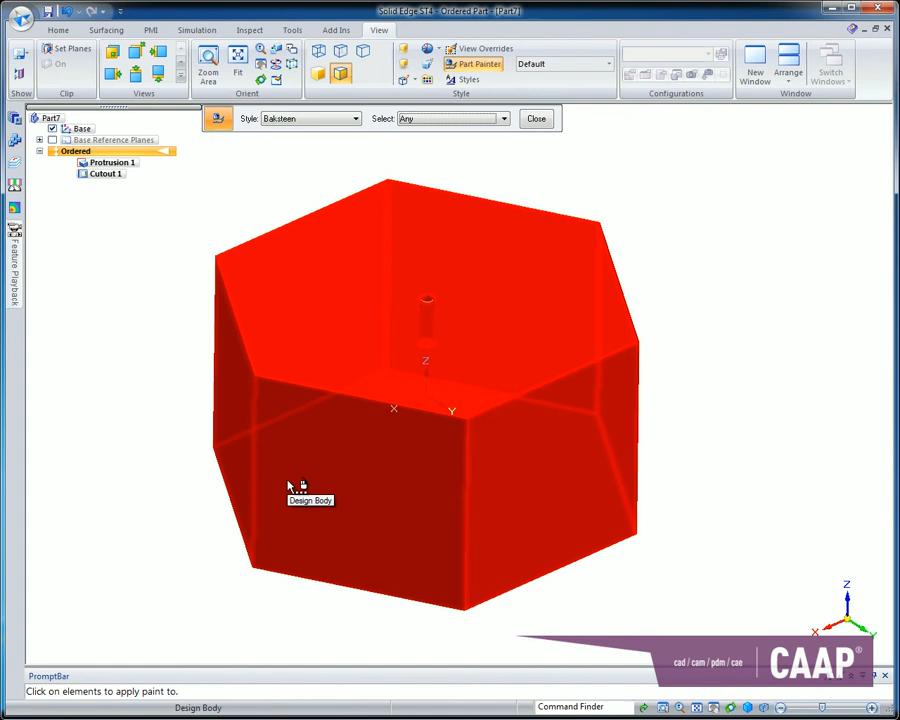 Solid Edge ST4 - Ordered Part - [Part7]
Home Surfacing PMI Simulation Inspect Tools Add Ins View
Set Planes
On
Show Clip Views
Zoom Area
Fit
Orient
View Overrides
Part Painter
Styles
Default
Style
Configurations
New Window
Arrange
Switch Windows
Window
Style: Baksteen Select: Any Close
Part7
Base
Base Reference Planes
Ordered
Protrusion 1
Cutout 1
Feature Playback
Z
X Y
Design Body
Z
X Y
cad / cam / pdm / cae CAAP®
PromptBar
Click on elements to apply paint to.
Design Body Command Finder